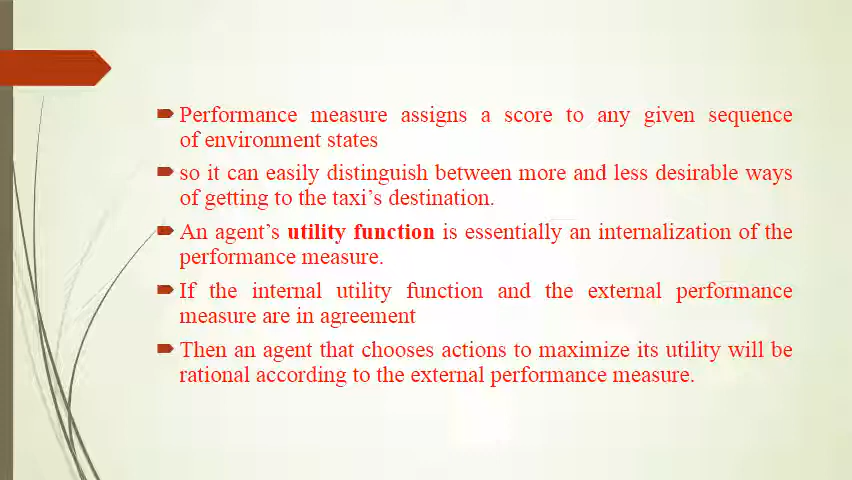 Performance measure assigns a score to any given sequence
of environment states
so it can easily distinguish between more and less desirable ways
of getting to the taxi's destination.
An agent's utility function is essentially an internalization of the
performance measure.
If the internal utility function and the external performance
measure are in agreement
Then an agent that chooses actions to maximize its utility will be
rational according to the external performance measure.